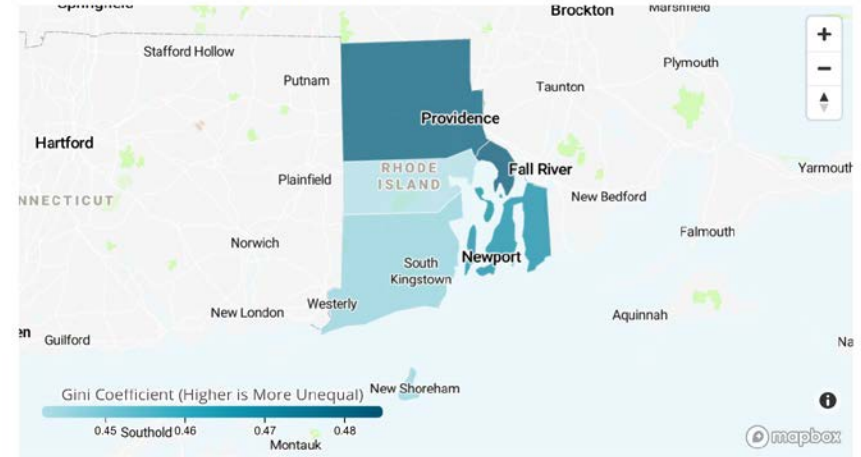 Springfield
Brockton
Marshfield
Stafford Hollow
Putnam
Plymouth
Taunton
Providence
Hartford
RHODE
ISLAND
Fall River
Yarmouth
Plainfield
NNECTICUT
New Bedford
Norwich
Falmouth
South
Kingstown
Newport
Westerly
New London
Aquinnah
en
Guilford
Na
Gini Coefficient (Higher is More Unequal)
New Shoreham
0.45 Southold 0.46 0.47 0.48
Montauk
mapbox